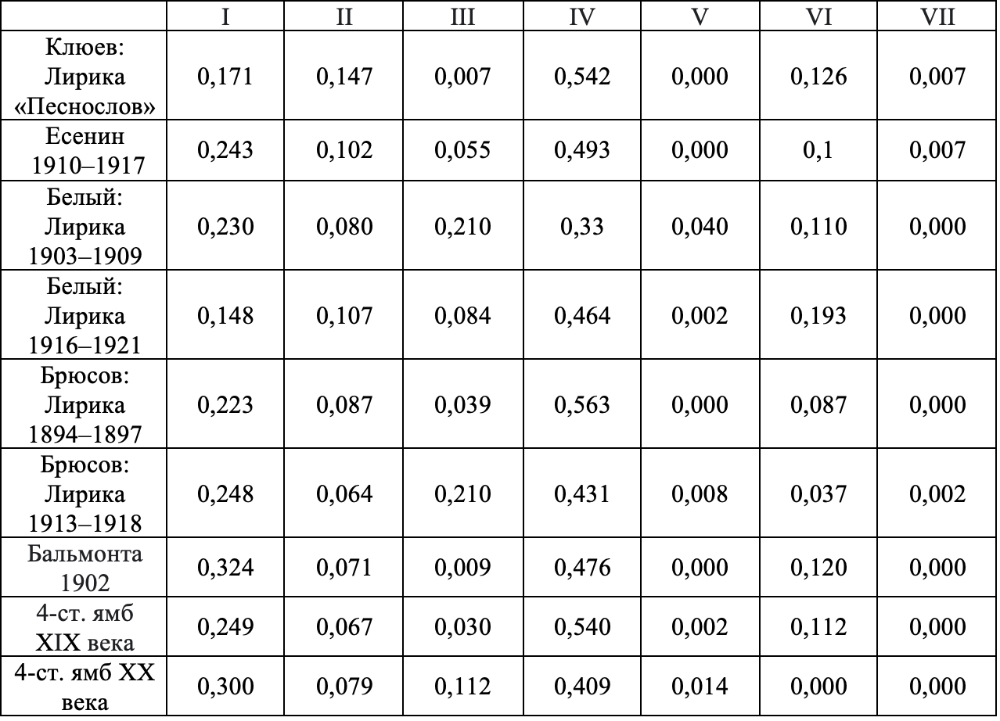 I II III IV V VI VII
Клюев:
Лирика
«Песнослов»
0,171 0,147 0,007 0,542 0,000 0,126 0,007
Есенин
1910–1917
0,243 0,102 0,055 0,493 0,000 0,1 0,007
Белый:
Лирика
1903–1909
0,230 0,080 0,210 0,33 0,040 0,110 0,000
Белый:
Лирика
1916–1921
0,148 0,107 0,084 0,464 0,002 0,193 0,000
Брюсов:
Лирика
1894–1897
0,223 0,087 0,039 0,563 0,000 0,087 0,000
Брюсов:
Лирика
1913–1918
0,248 0,064 0,210 0,431 0,008 0,037 0,002
Бальмонта
1902
0,324 0,071 0,009 0,476 0,000 0,120 0,000
4-ст. ямб
XIX века
0,249 0,067 0,030 0,540 0,002 0,112 0,000
4-ст. ямб XX
века
0,300 0,079 0,112 0,409 0,014 0,000 0,000